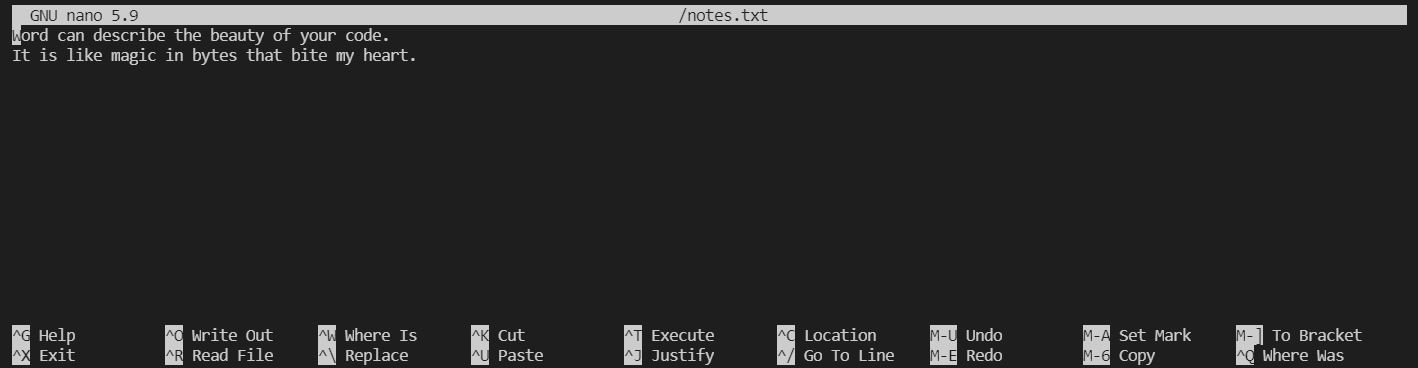 GNU nano 5.9 /notes.txt
Word can describe the beauty of your code.
It is like magic in bytes that bite my heart.
^G Help ^O Write Out ^W Where Is ^K Cut ^T Execute ^C Location M-U Undo M-A Set Mark M-] To Bracket
^X Exit ^R Read File ^\ Replace ^U Paste ^J Justify ^/ Go To Line M-E Redo M-6 Copy ^Q Where Was